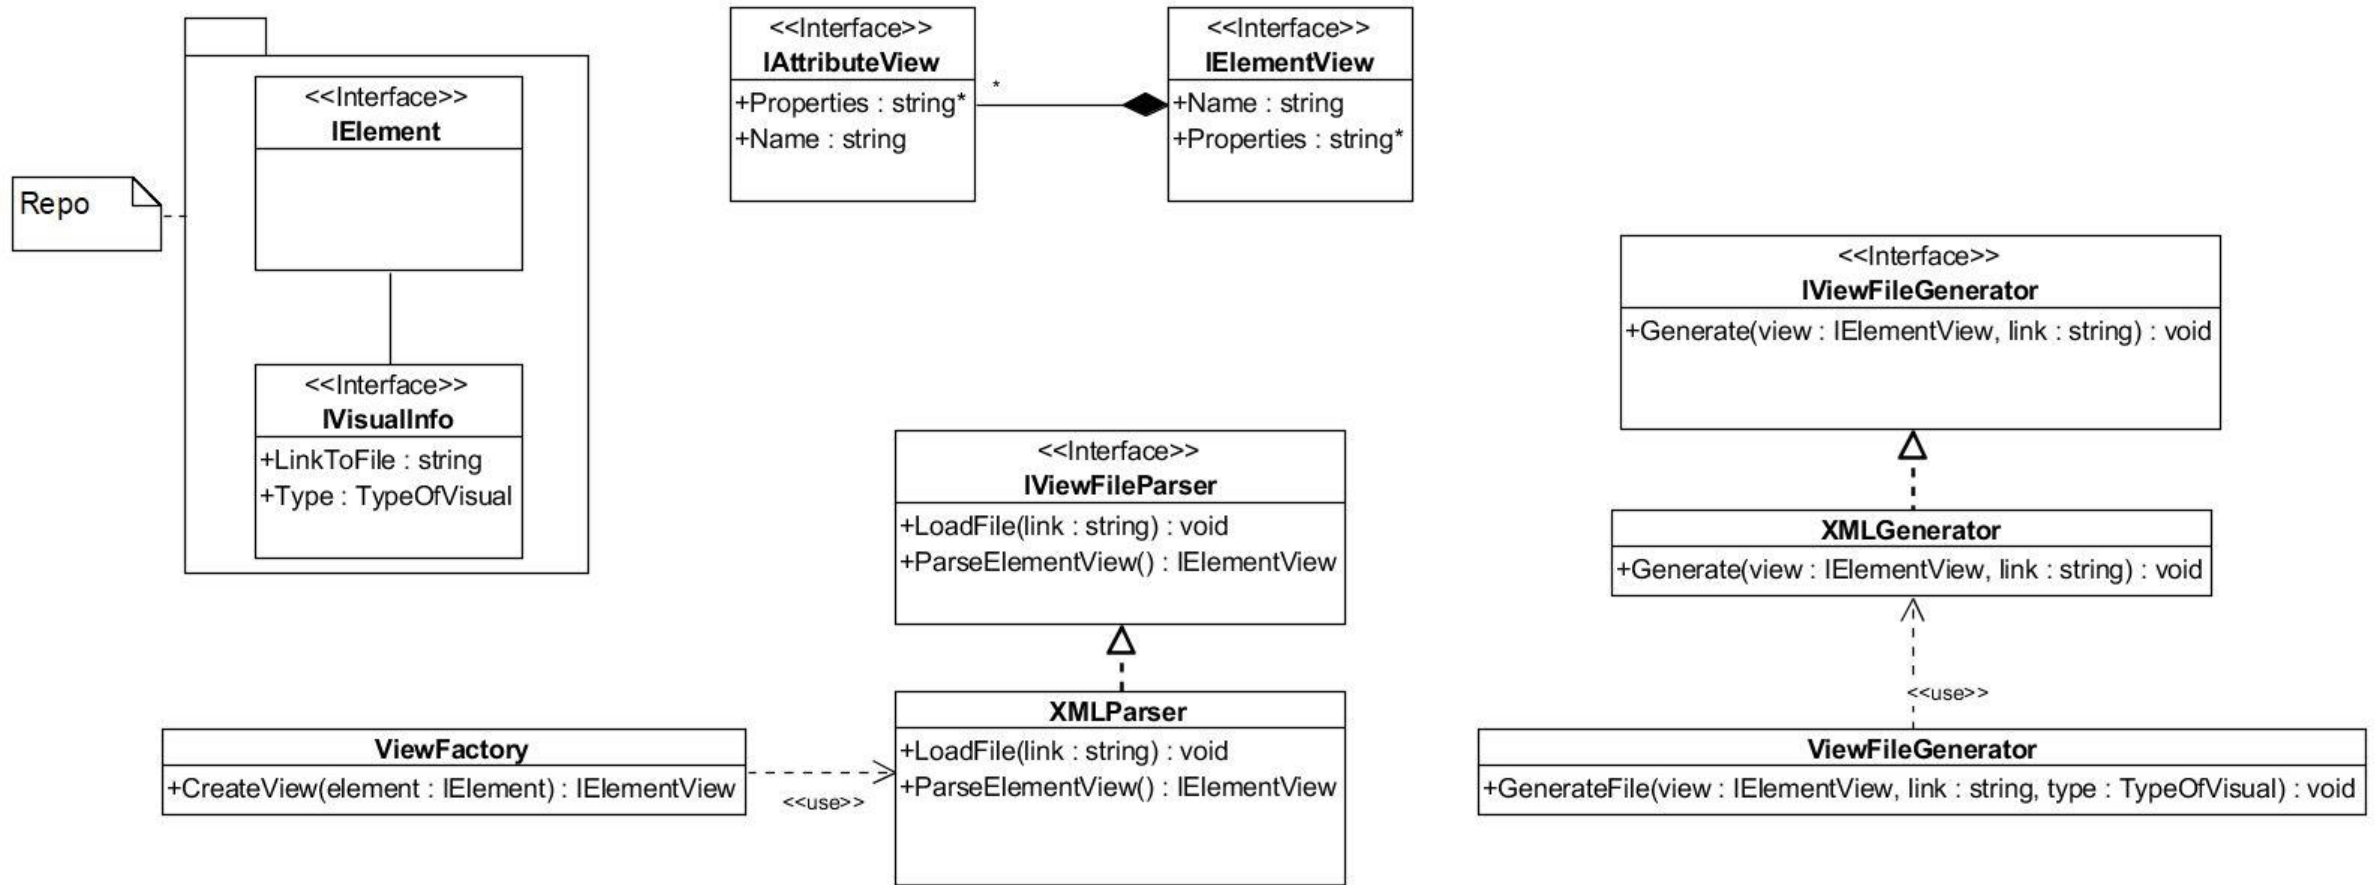 Repo
<<Interface>>
IElement
<<Interface>>
IVisualInfo
+LinkToFile : string
+Type : TypeOfVisual
<<Interface>>
IAttributeView
+Properties : string*
+Name : string
*
<<Interface>>
IElementView
+Name : string
+Properties : string*
<<Interface>>
IViewFileParser
+LoadFile(link : string) : void
+ParseElementView() : IElementView
XMLParser
+LoadFile(link : string) : void
+ParseElementView() : IElementView
ViewFactory
+CreateView(element : IElement) : IElementView
<<use>>
<<Interface>>
IViewFileGenerator
+Generate(view : IElementView, link : string) : void
XMLGenerator
+Generate(view : IElementView, link : string) : void
<<use>>
ViewFileGenerator
+GenerateFile(view : IElementView, link : string, type : TypeOfVisual) : void